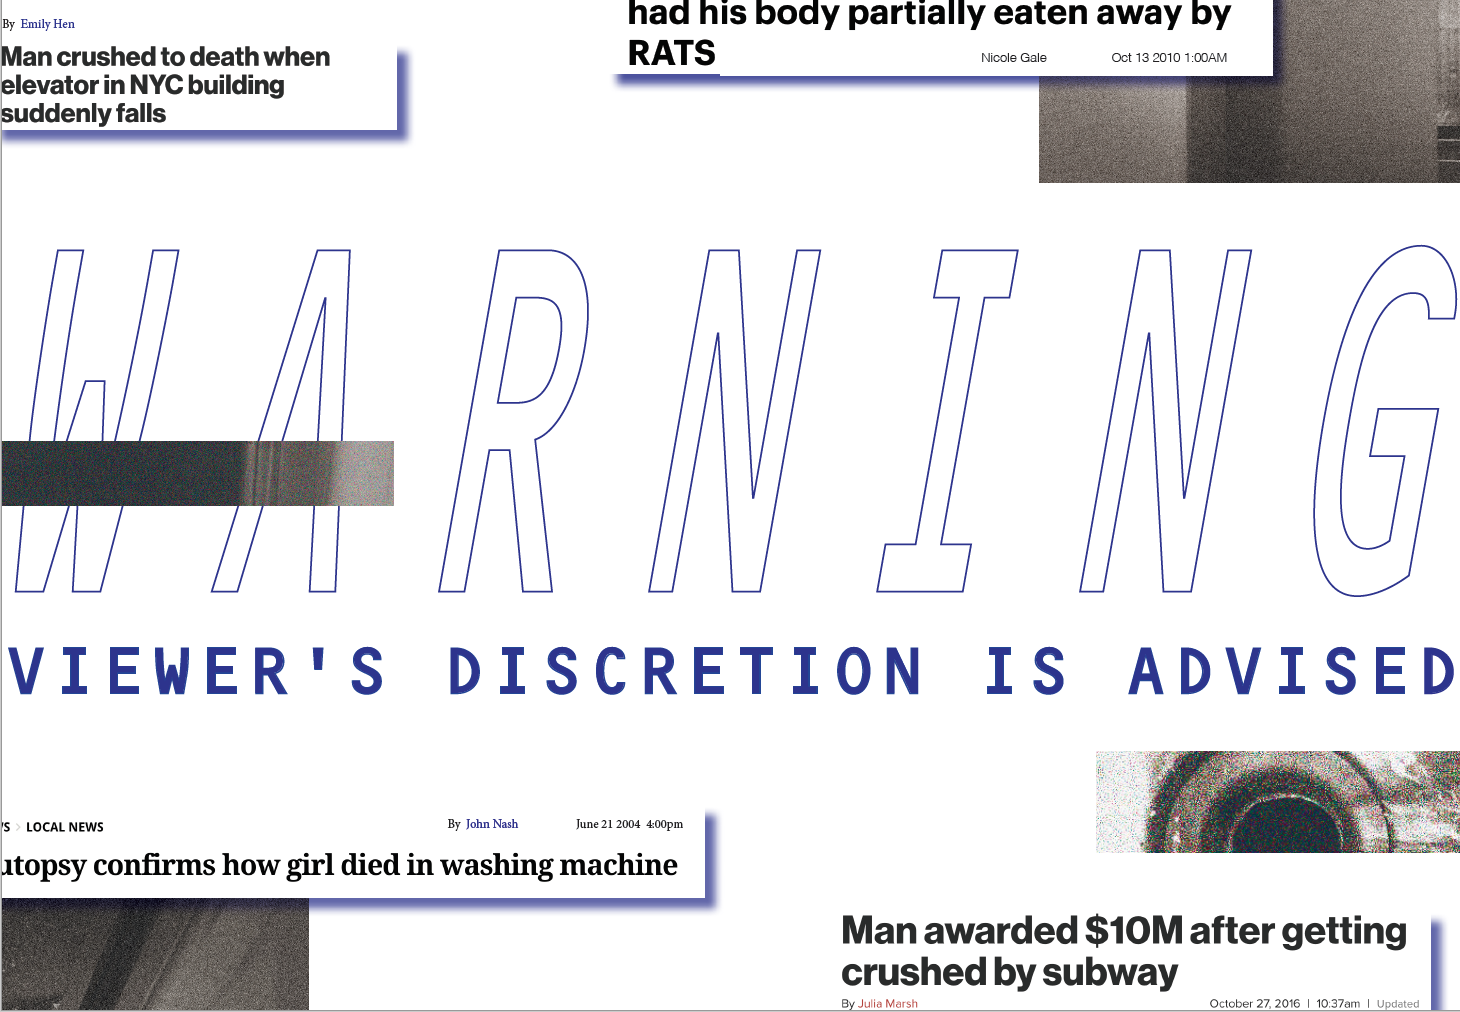 By Emily Hen
Man crushed to death when
elevator in NYC building
suddenly falls
had his body partially eaten away by
RATS
Nicole Gale Oct 13 2010 1:00AM
WARNING
VIEWER'S DISCRETION IS ADVISED
'S > LOCAL NEWS
By John Nash June 21 2004 4:00pm
utopsy confirms how girl died in washing machine
Man awarded $10M after getting
crushed by subway
By Julia Marsh October 27, 2016 | 10:37am | Updated